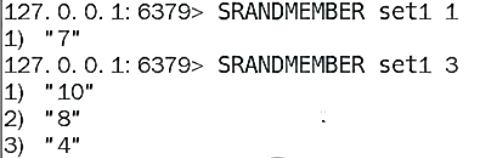 127.0.0.1:6379> SRANDMEMBER set1 1
1) "7"
127.0.0.1:6379> SRANDMEMBER set1 3
1) "10"
2) "8"
3) "4"